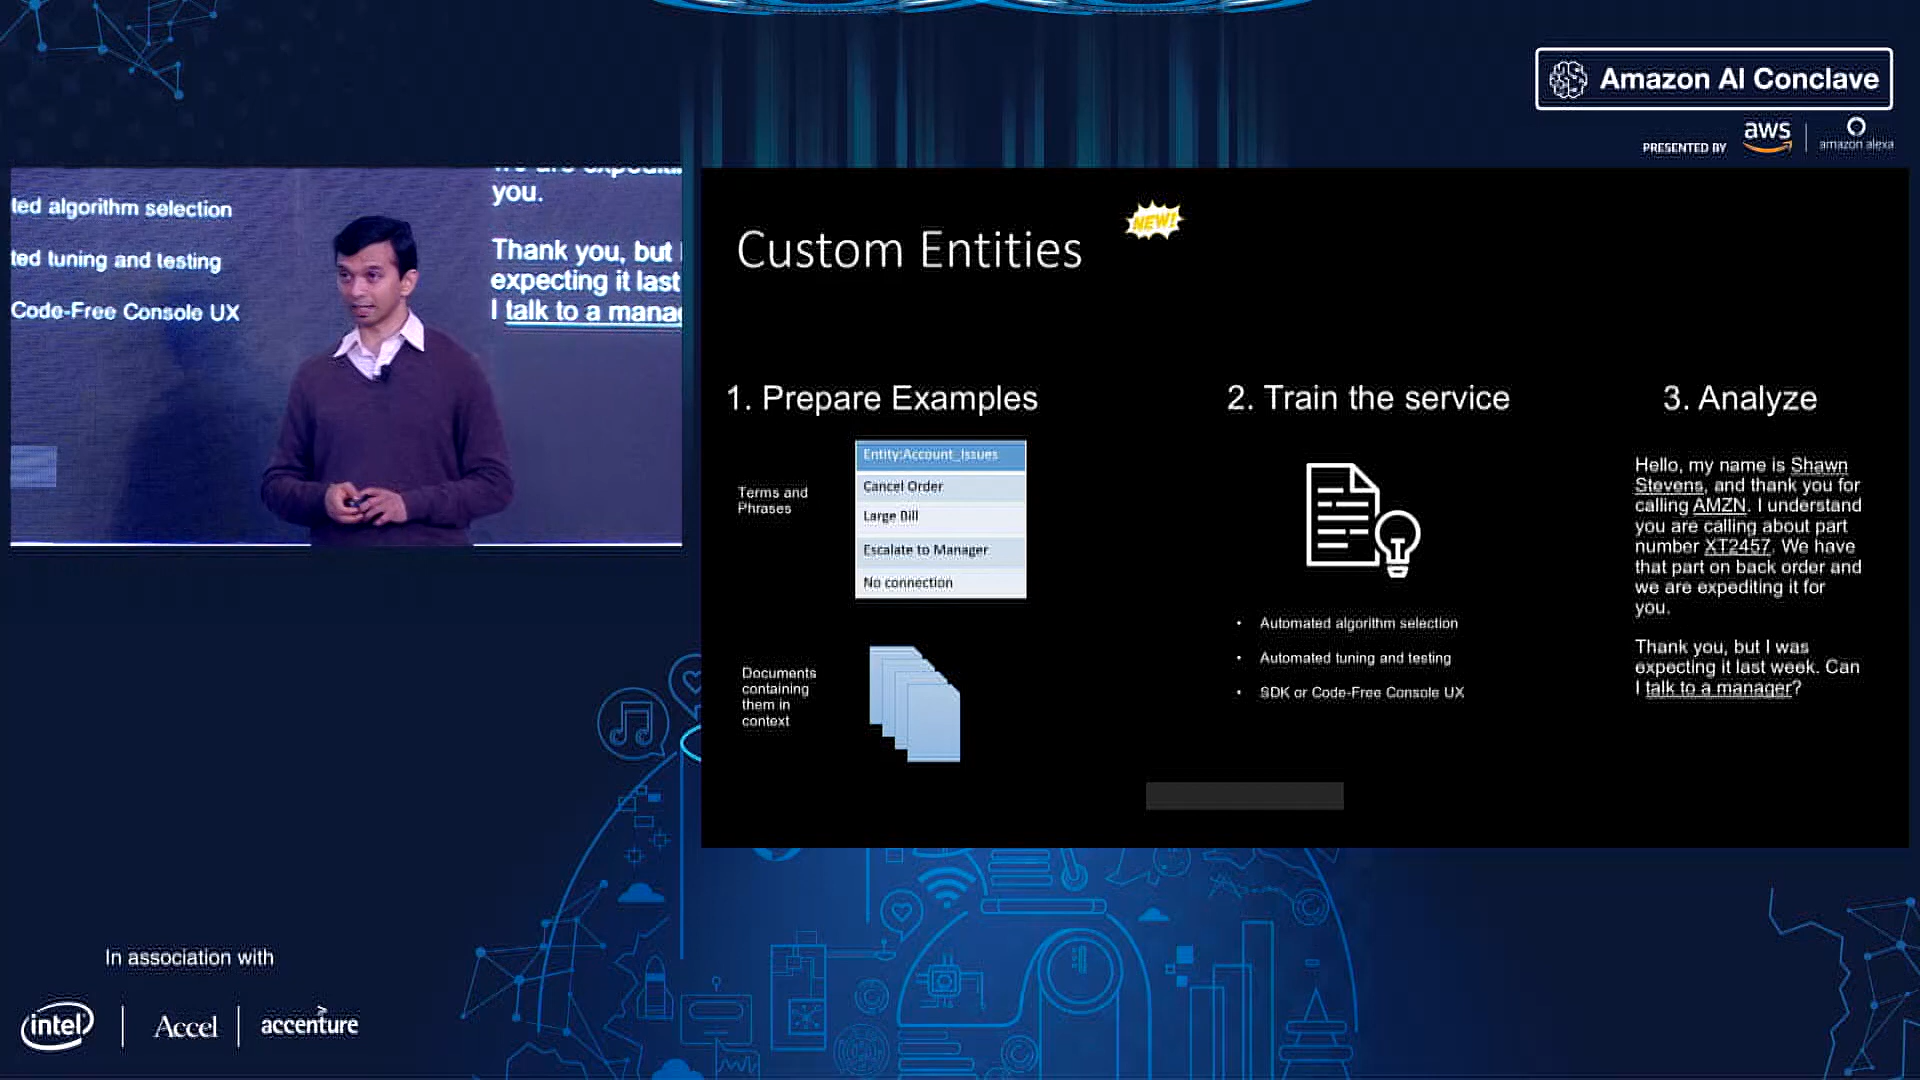 Amazon AI Conclave
PRESENTED BY
aws
amazon alexa
ted algorithm selection
ted tuning and testing
Code-Free Console UX
you.
Thank you, but
expecting it last
I talk to a mana
Custom Entities
NEW!
1. Prepare Examples
Terms and
Phrases
Entity:Account_Issues
Cancel Order
Large Bill
Escalate to Manager
No connection
Documents
containing
them in
context
2. Train the service
• Automated algorithm selection
• Automated tuning and testing
• SDK or Code-Free Console UX
3. Analyze
Hello, my name is Shawn
Stevens, and thank you for
calling AMZN. I understand
you are calling about part
number XT2457. We have
that part on back order and
we are expediting it for
you.
Thank you, but I was
expecting it last week. Can
I talk to a manager?
In association with
intel
Accel
accenture